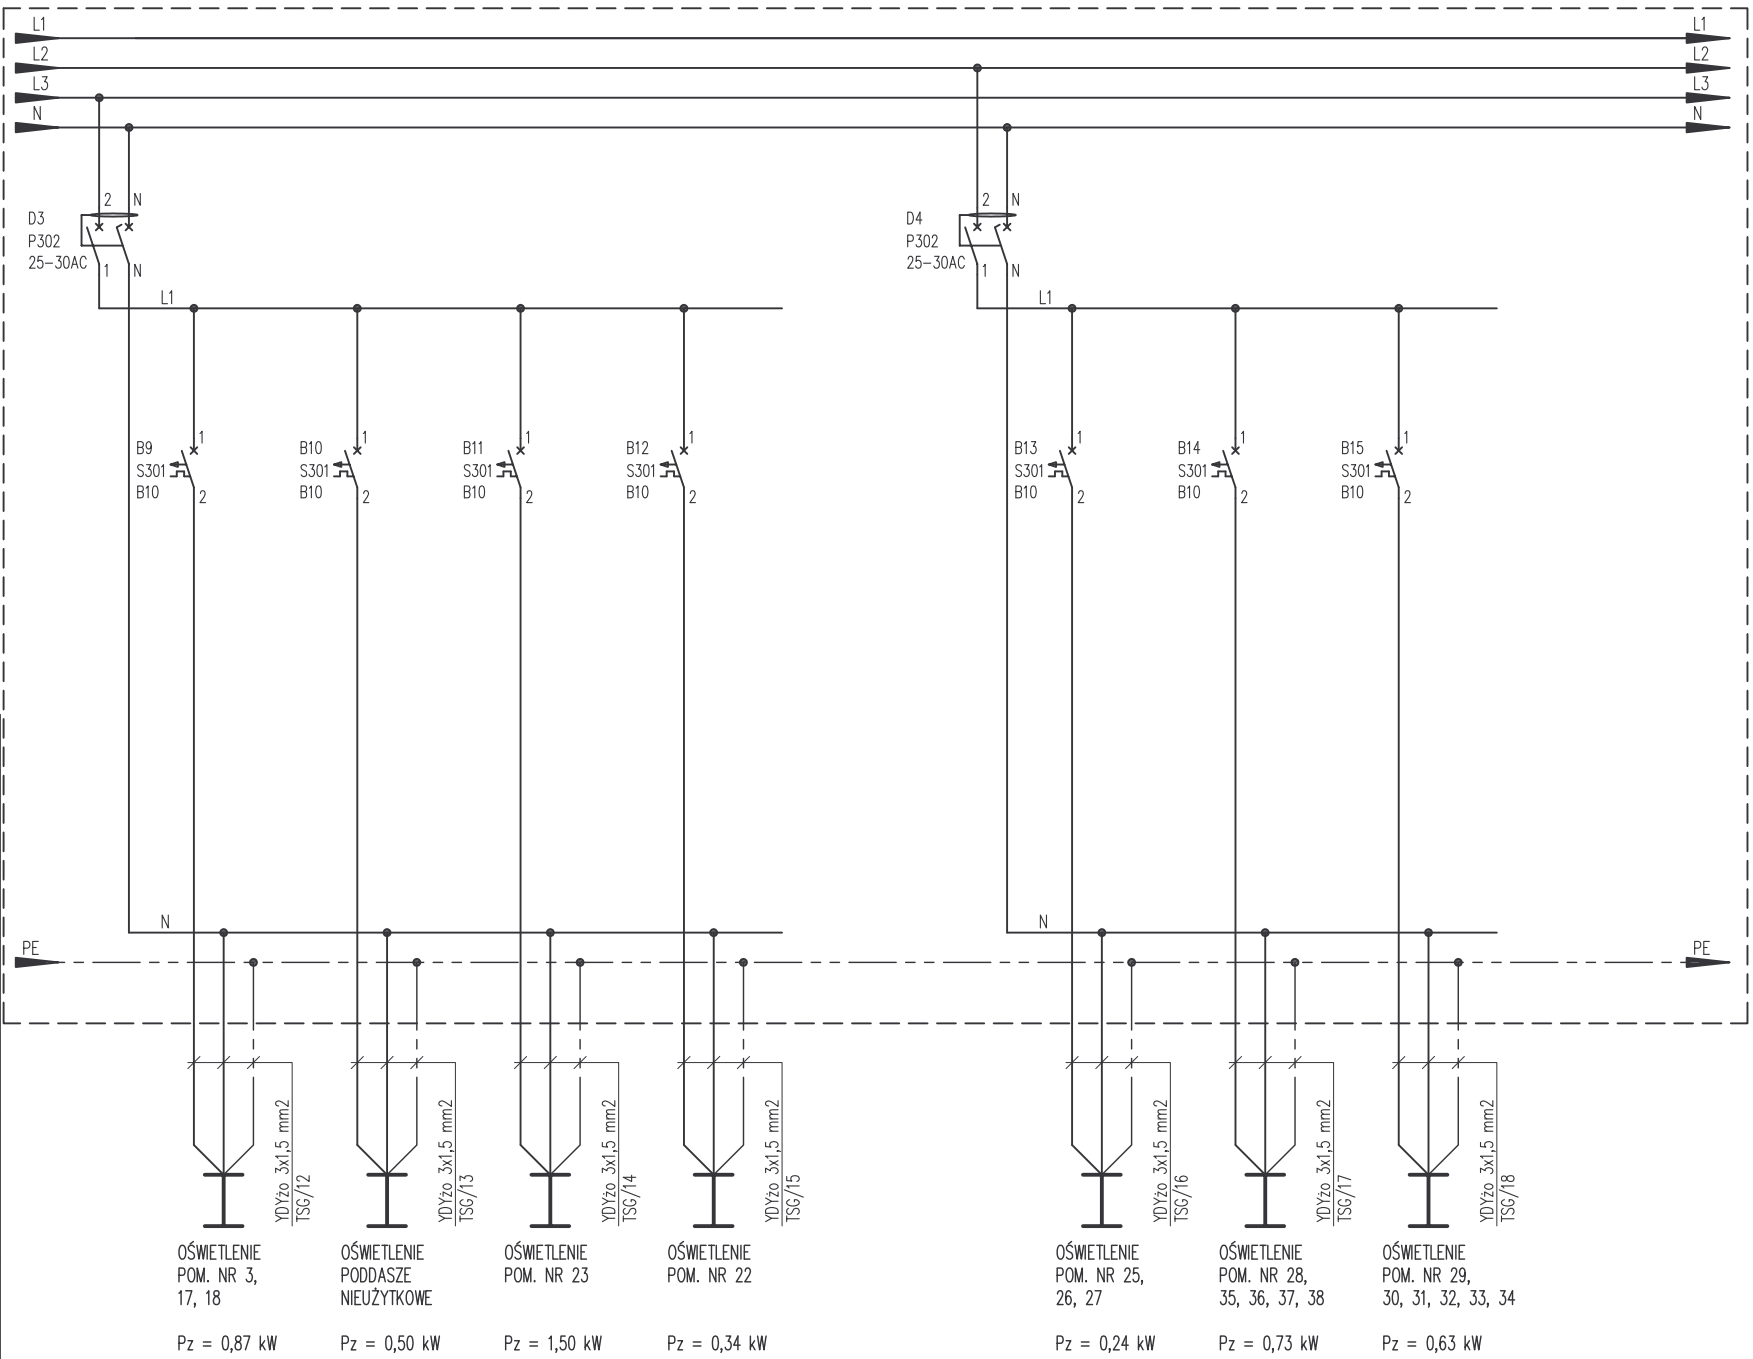 L1
L1
L2
L2
L3
L3
N
N
2
N
D3
P302
25-30AC
1
N
2
N
D4
P302
25-30AC
1
N
L1
L1
B9
S301
B10
1
2
B10
S301
B10
1
2
B11
S301
B10
1
2
B12
S301
B10
1
2
B13
S301
B10
1
2
B14
S301
B10
1
2
B15
S301
B10
1
2
N
N
PE
PE
YDYżo 3x1,5 mm2
TSG/12
YDYżo 3x1,5 mm2
TSG/13
YDYżo 3x1,5 mm2
TSG/14
YDYżo 3x1,5 mm2
TSG/15
YDYżo 3x1,5 mm2
TSG/16
YDYżo 3x1,5 mm2
TSG/17
YDYżo 3x1,5 mm2
TSG/18
OŚWIETLENIE
POM. NR 3,
17, 18
Pz = 0,87 kW
OŚWIETLENIE
PODDASZE
NIEUŻYTKOWE
Pz = 0,50 kW
OŚWIETLENIE
POM. NR 23
Pz = 1,50 kW
OŚWIETLENIE
POM. NR 22
Pz = 0,34 kW
OŚWIETLENIE
POM. NR 25,
26, 27
Pz = 0,24 kW
OŚWIETLENIE
POM. NR 28,
35, 36, 37, 38
Pz = 0,73 kW
OŚWIETLENIE
POM. NR 29,
30, 31, 32, 33, 34
Pz = 0,63 kW